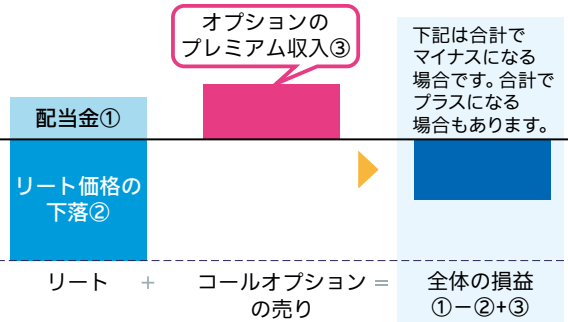 オプションの
プレミアム収入③
下記は合計で
マイナスになる
場合です。合計で
プラスになる
場合もあります。
配当金①
リート価格の
下落②
リート + コールオプション
の売り
= 全体の損益
①−②+③